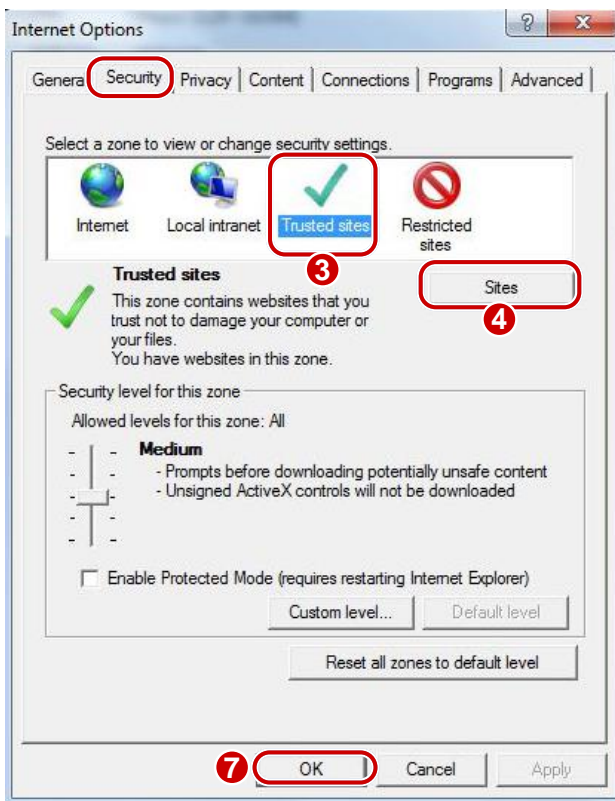 Internet Options
General Security Privacy Content Connections Programs Advanced
Select a zone to view or change security settings.
Internet Local intranet Trusted sites Restricted sites
3
Trusted sites
Sites
4
This zone contains websites that you
trust not to damage your computer or
your files.
You have websites in this zone.
Security level for this zone
Allowed levels for this zone: All
Medium
- Prompts before downloading potentially unsafe content
- Unsigned ActiveX controls will not be downloaded
Enable Protected Mode (requires restarting Internet Explorer)
Custom level... Default level
Reset all zones to default level
7 OK Cancel Apply